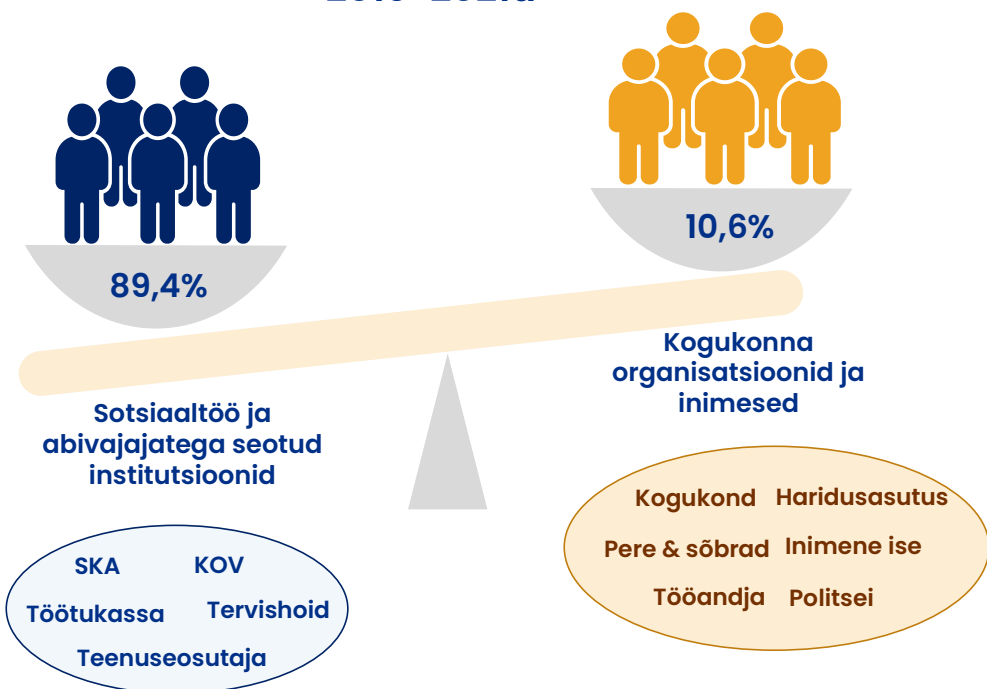 89,4%
10,6%
Sotsiaaltöö ja
abivajajatega seotud
institutsioonid
Kogukonna
organisatsioonid ja
inimesed
SKA KOV
Töötukassa Tervishoid
Teenuseosutaja
Kogukond Haridusasutus
Pere & sõbrad Inimene ise
Tööandja Politsei